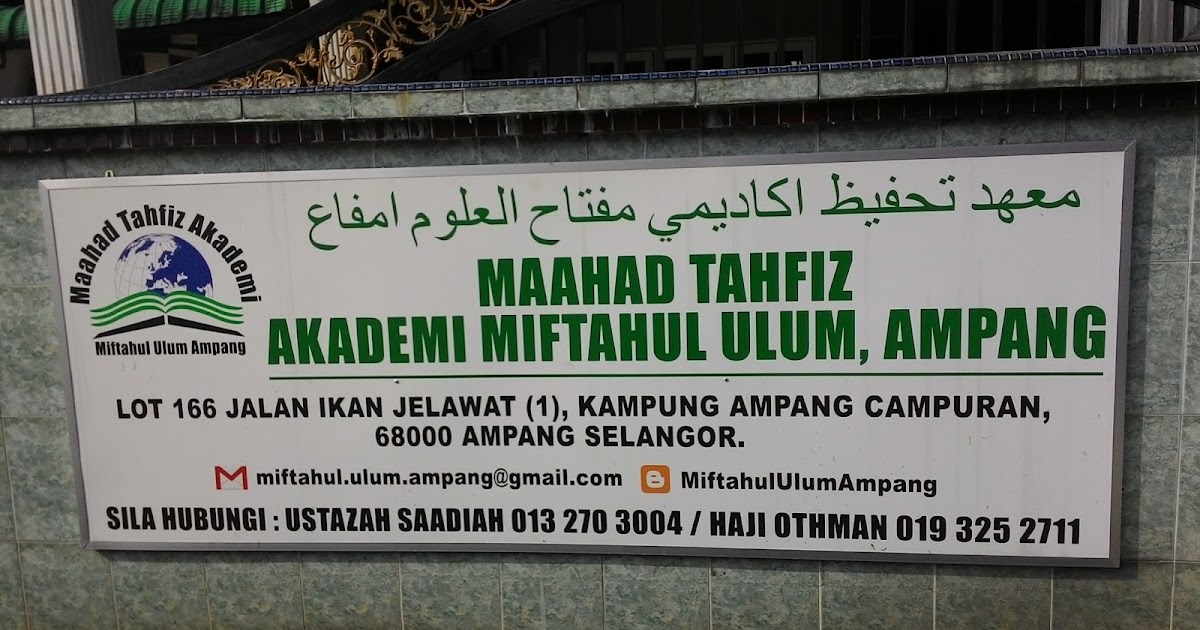 Maahad Tahfiz Akademi
Miftahul Ulum Ampang
معهد تحفيظ اكاديمي مفتاح العلوم امفاع
MAAHAD TAHFIZ
AKADEMI MIFTAHUL ULUM, AMPANG
LOT 166 JALAN IKAN JELAWAT (1), KAMPUNG AMPANG CAMPURAN,
68000 AMPANG SELANGOR.
miftahul.ulum.ampang@gmail.com MiftahulUlumAmpang
SILA HUBUNGI : USTAZAH SAADIAH 013 270 3004 / HAJI OTHMAN 019 325 2711